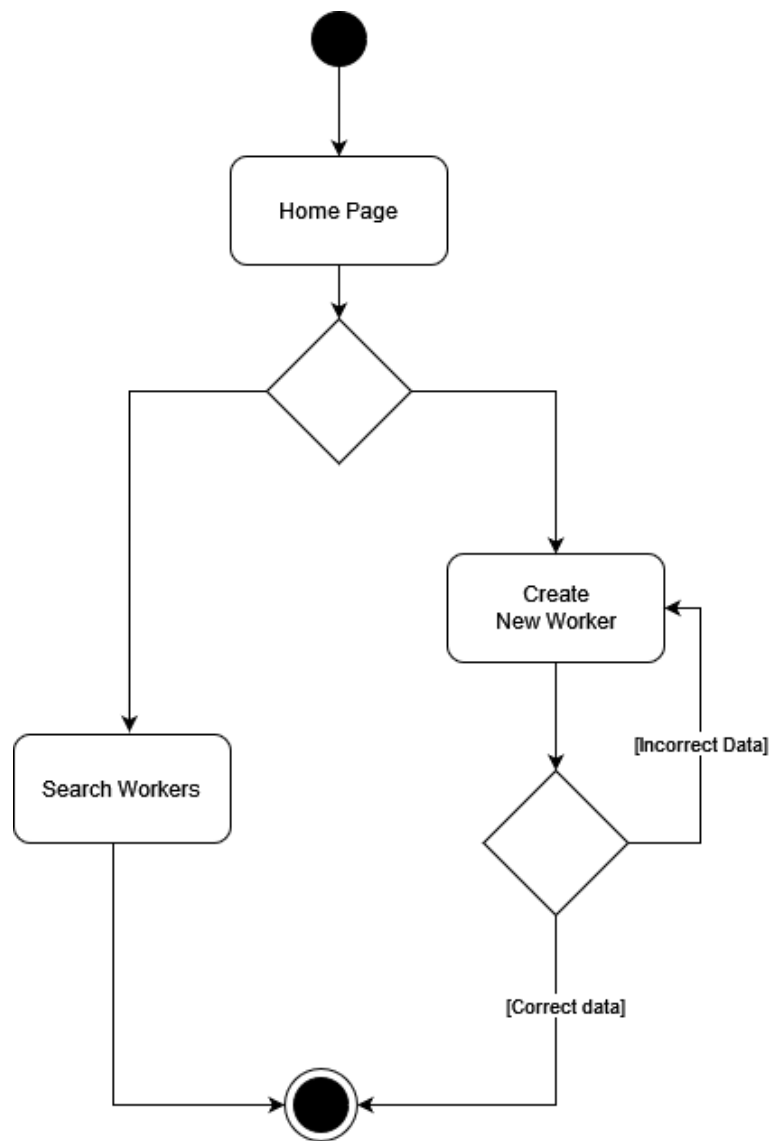 Home Page
Create
New Worker
[Incorrect Data]
Search Workers
[Correct data]